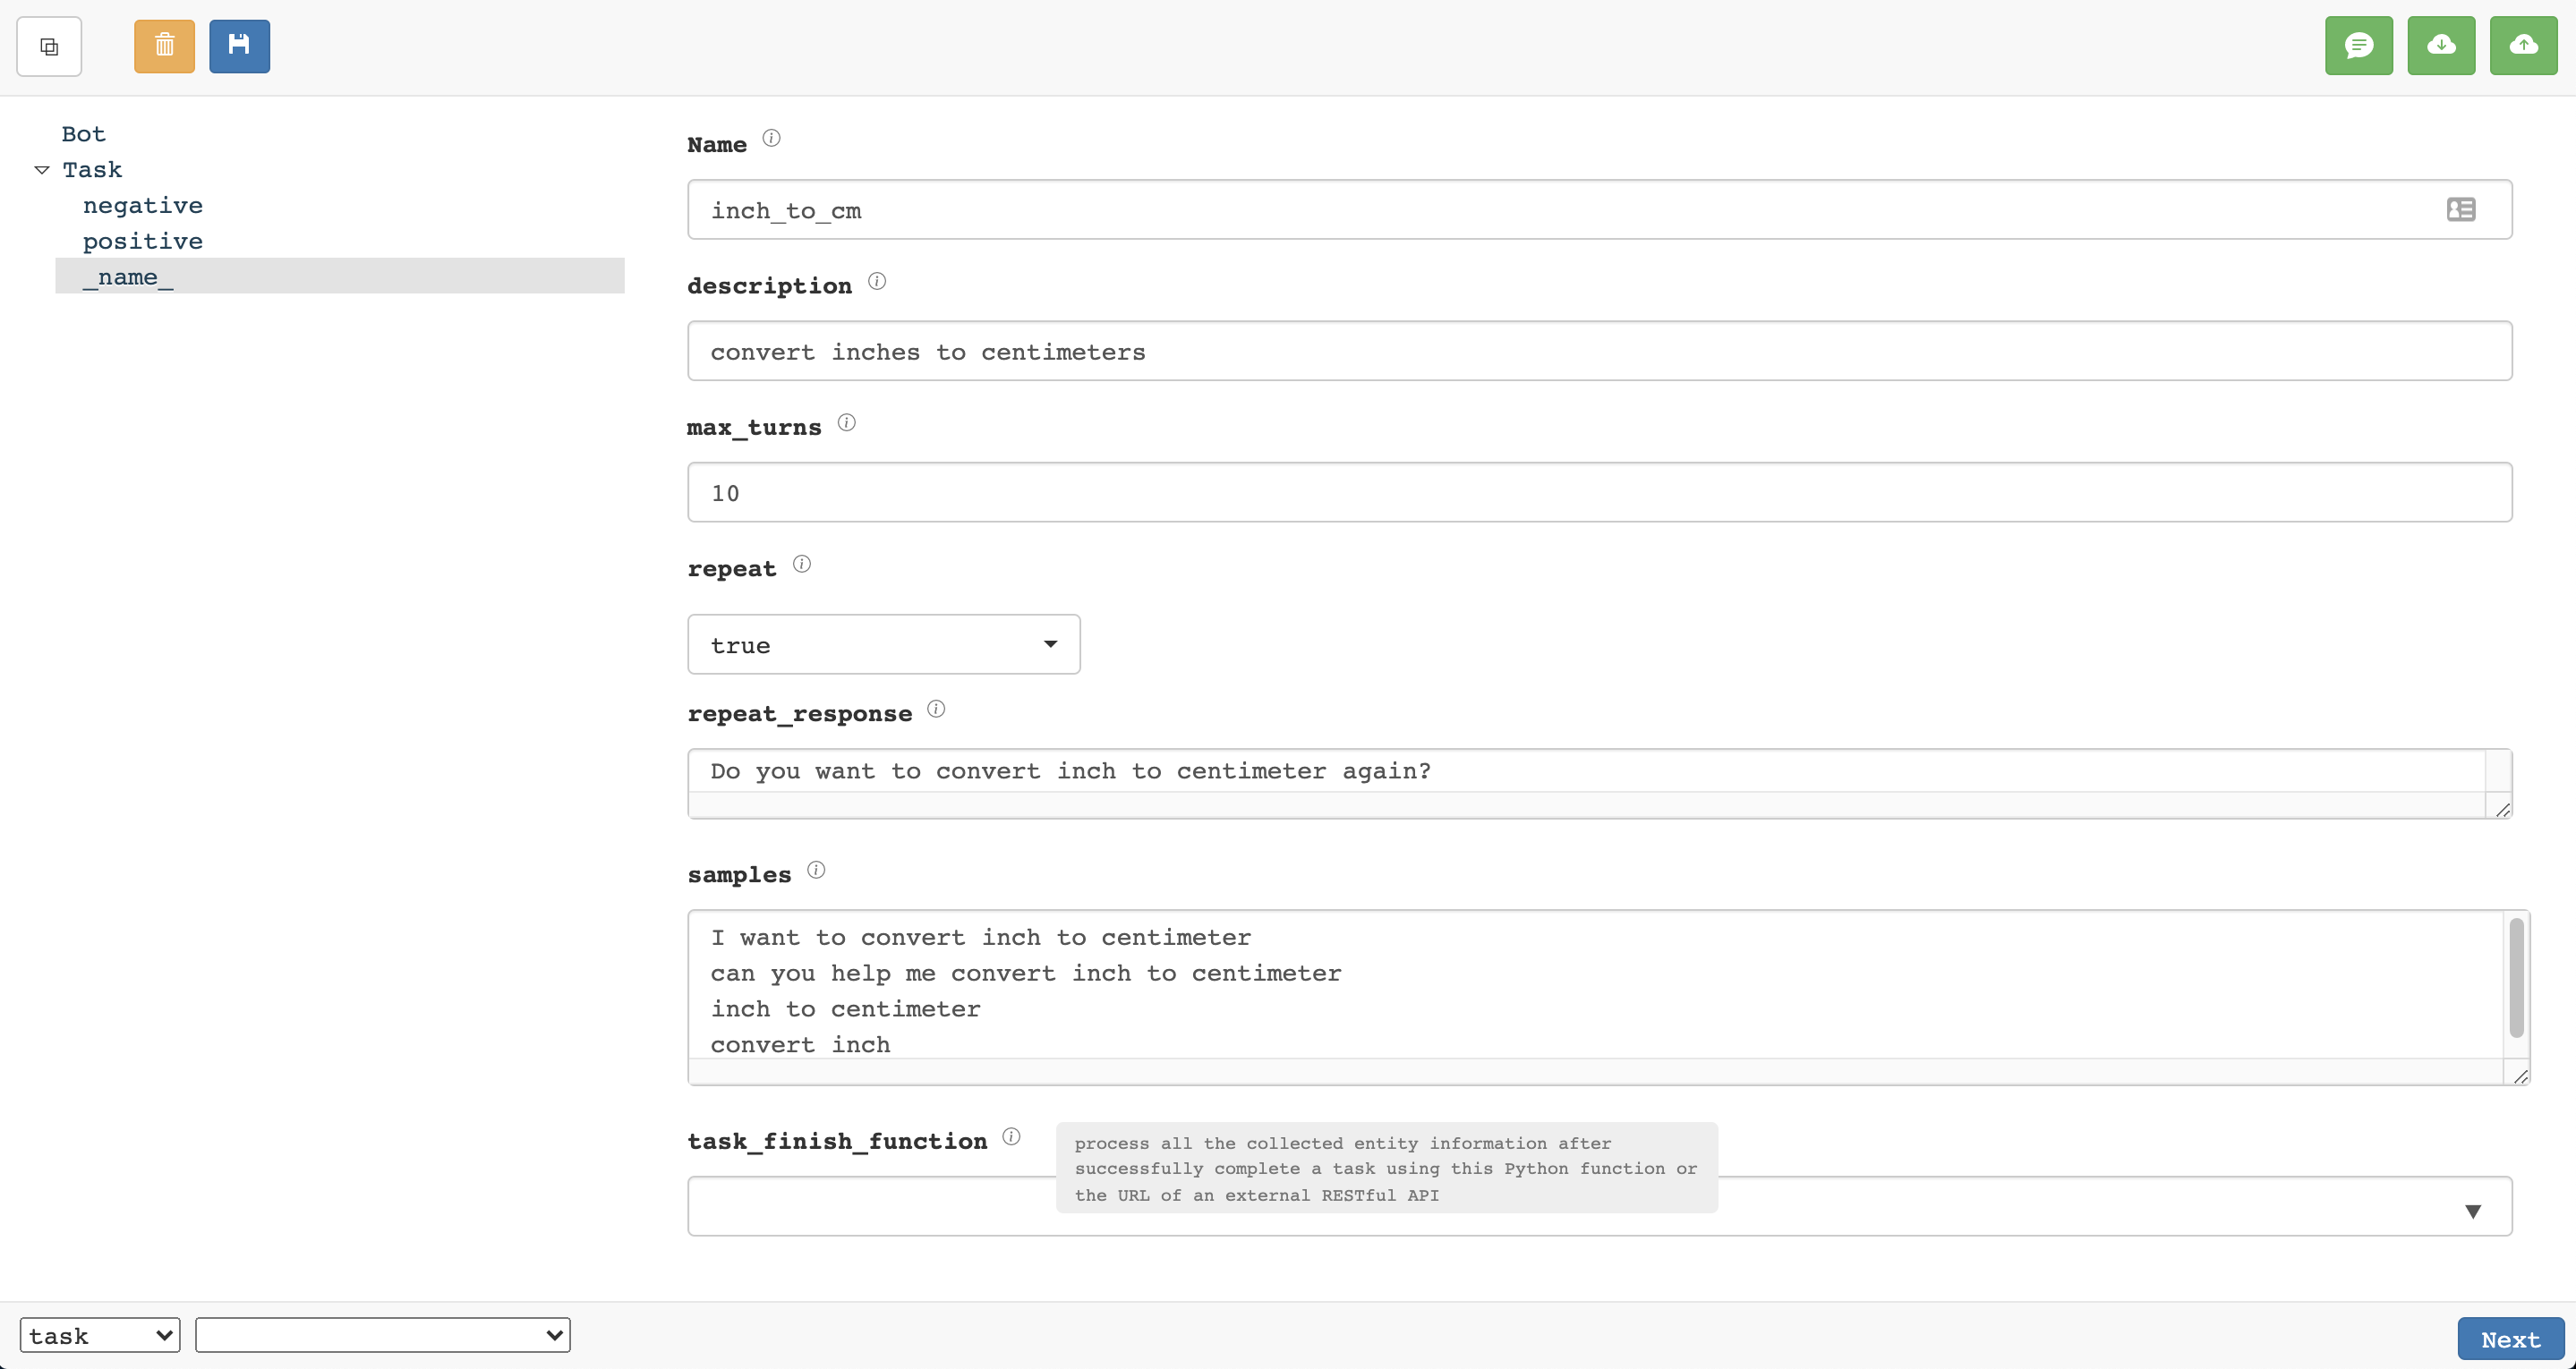 Bot
Task
negative
positive
_name_
Name
inch_to_cm
description
convert inches to centimeters
max_turns
10
repeat
true
repeat_response
Do you want to convert inch to centimeter again?
samples
I want to convert inch to centimeter
can you help me convert inch to centimeter
inch to centimeter
convert inch
task_finish_function
process all the collected entity information after
successfully complete a task using this Python function or
the URL of an external RESTful API
task
Next